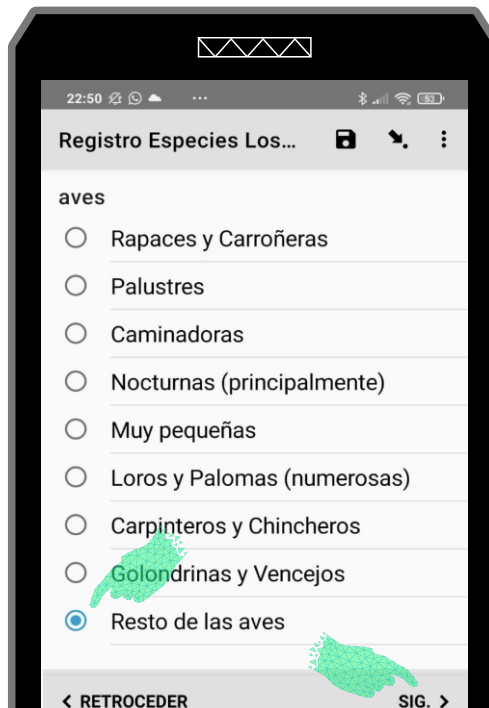 22:50 ... 53
Registro Especies Los...
aves
Rapaces y Carroñeras
Palustres
Caminadoras
Nocturnas (principalmente)
Muy pequeñas
Loros y Palomas (numerosas)
Carpinteros y Chincheros
Golondrinas y Vencejos
Resto de las aves
< RETROCEDER SIG. >